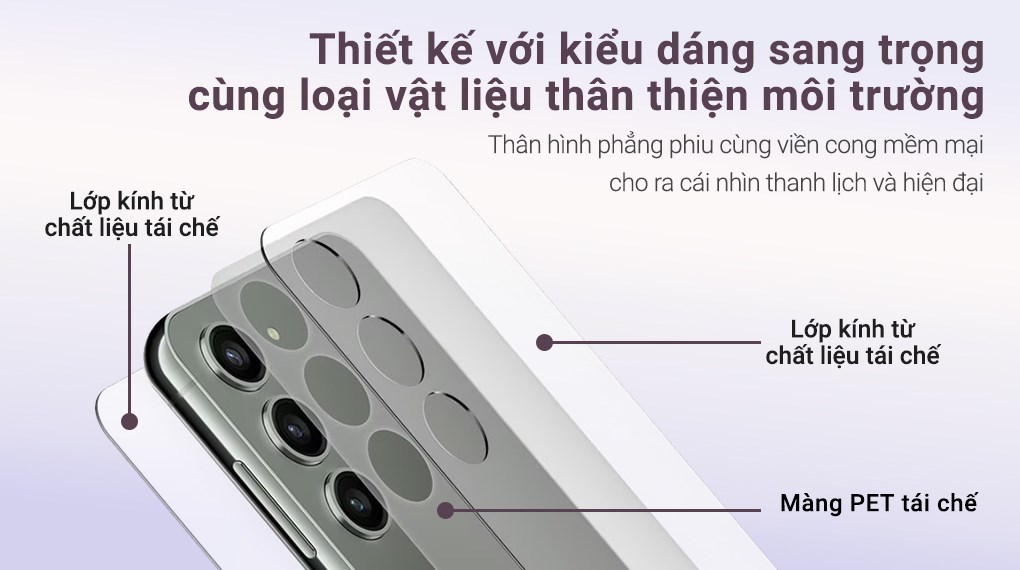 Thiết kế với kiểu dáng sang trọng
cùng loại vật liệu thân thiện môi trường
Thân hình phẳng phiu cùng viền cong mềm mại
cho ra cái nhìn thanh lịch và hiện đại
Lớp kính từ
chất liệu tái chế
Lớp kính từ
chất liệu tái chế
Màng PET tái chế